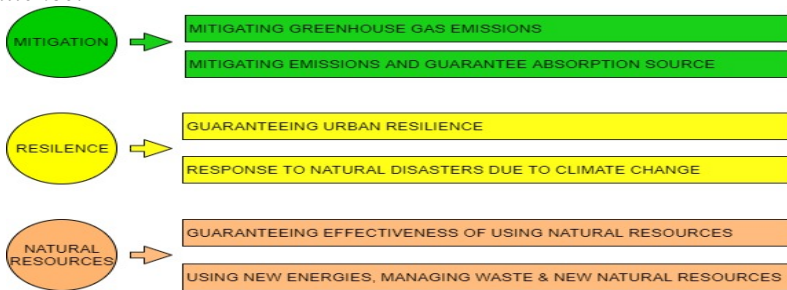 MITIGATION
MITIGATING GREENHOUSE GAS EMISSIONS
MITIGATING EMISSIONS AND GUARANTEE ABSORPTION SOURCE
RESILENCE
GUARANTEEING URBAN RESILIENCE
RESPONSE TO NATURAL DISASTERS DUE TO CLIMATE CHANGE
NATURAL
RESOURCES
GUARANTEEING EFFECTIVENESS OF USING NATURAL RESOURCES
USING NEW ENERGIES, MANAGING WASTE & NEW NATURAL RESOURCES